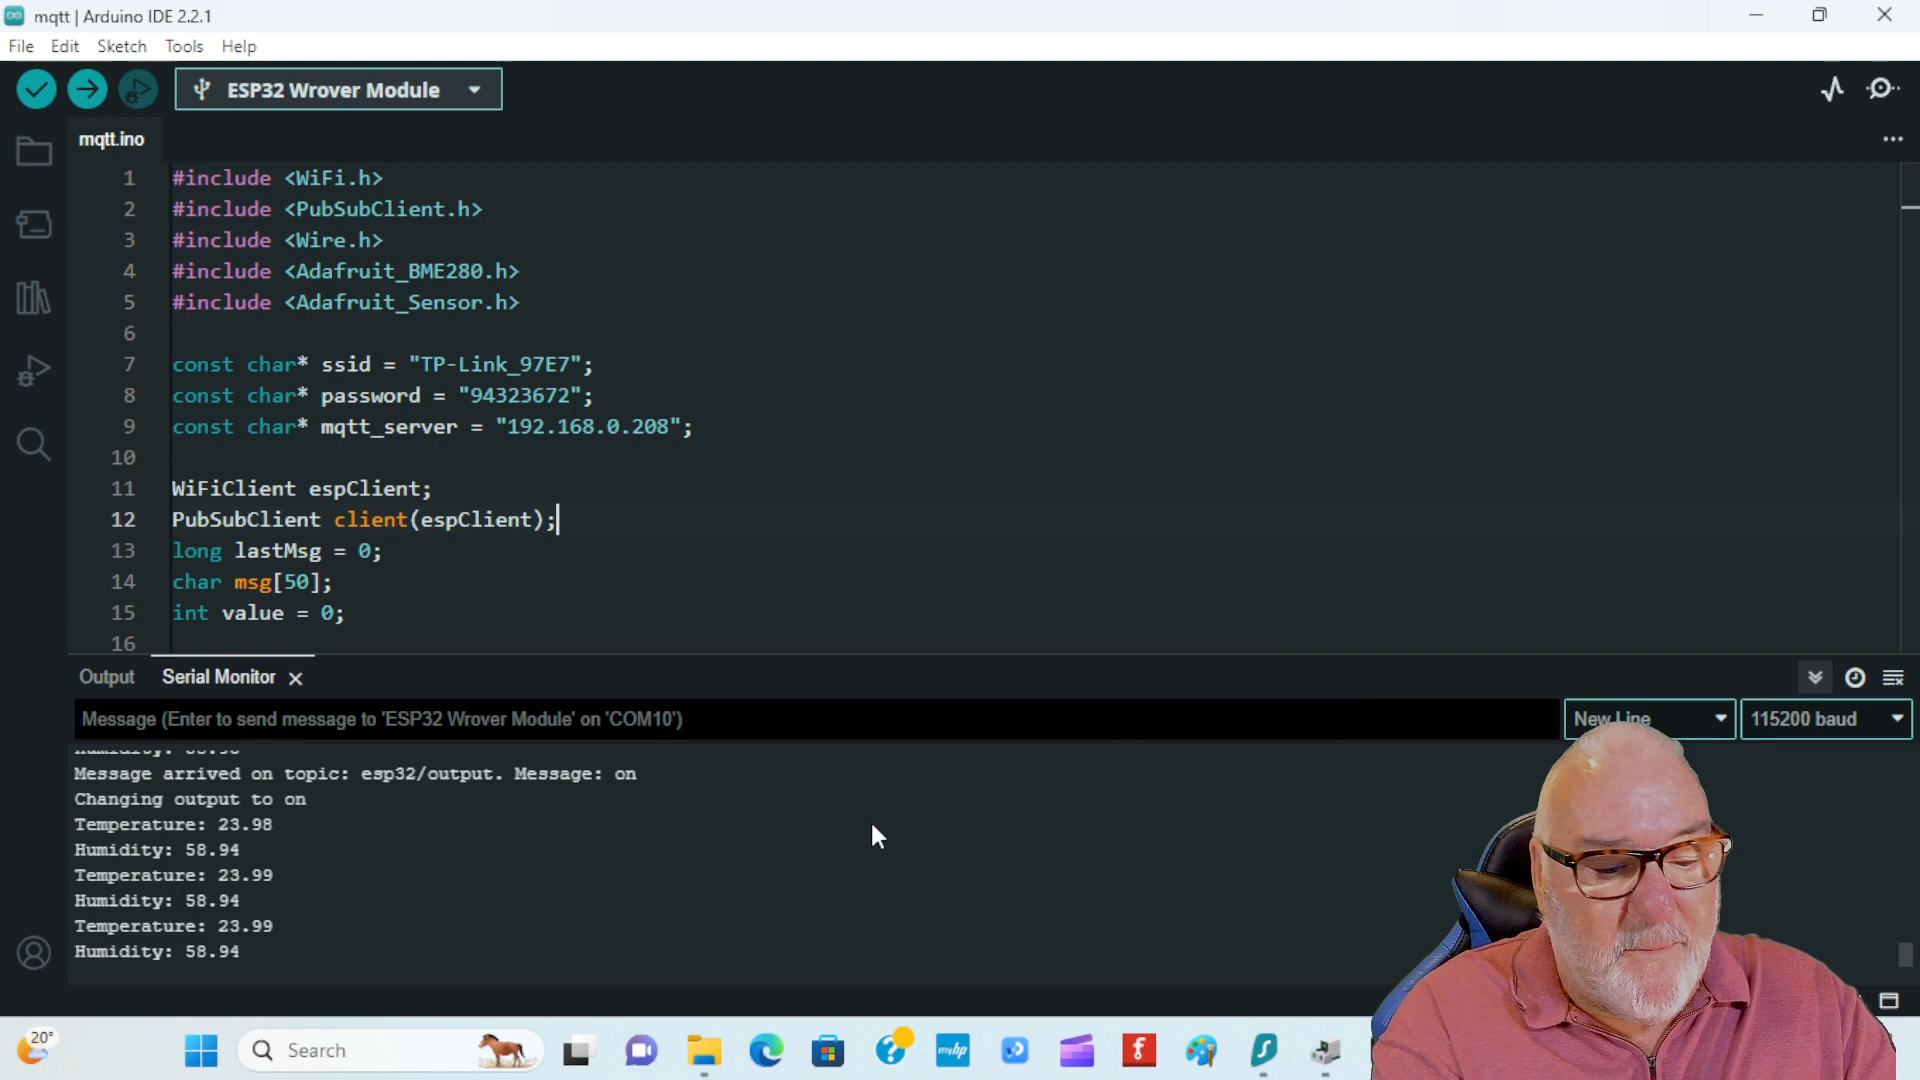 mqtt | Arduino IDE 2.2.1
File Edit Sketch Tools Help
ESP32 Wrover Module
mqtt.ino
1 #include <WiFi.h>
2 #include <PubSubClient.h>
3 #include <Wire.h>
4 #include <Adafruit_BME280.h>
5 #include <Adafruit_Sensor.h>
6
7 const char* ssid = "TP-Link_97E7";
8 const char* password = "94323672";
9 const char* mqtt_server = "192.168.0.208";
10
11 WiFiClient espClient;
12 PubSubClient client(espClient);
13 long lastMsg = 0;
14 char msg[50];
15 int value = 0;
16
Output Serial Monitor
Message (Enter to send message to 'ESP32 Wrover Module' on 'COM10') New Line 115200 baud
Message arrived on topic: esp32/output. Message: on
Changing output to on
Temperature: 23.98
Humidity: 58.94
Temperature: 23.99
Humidity: 58.94
Temperature: 23.99
Humidity: 58.94
20°
Search
myhp